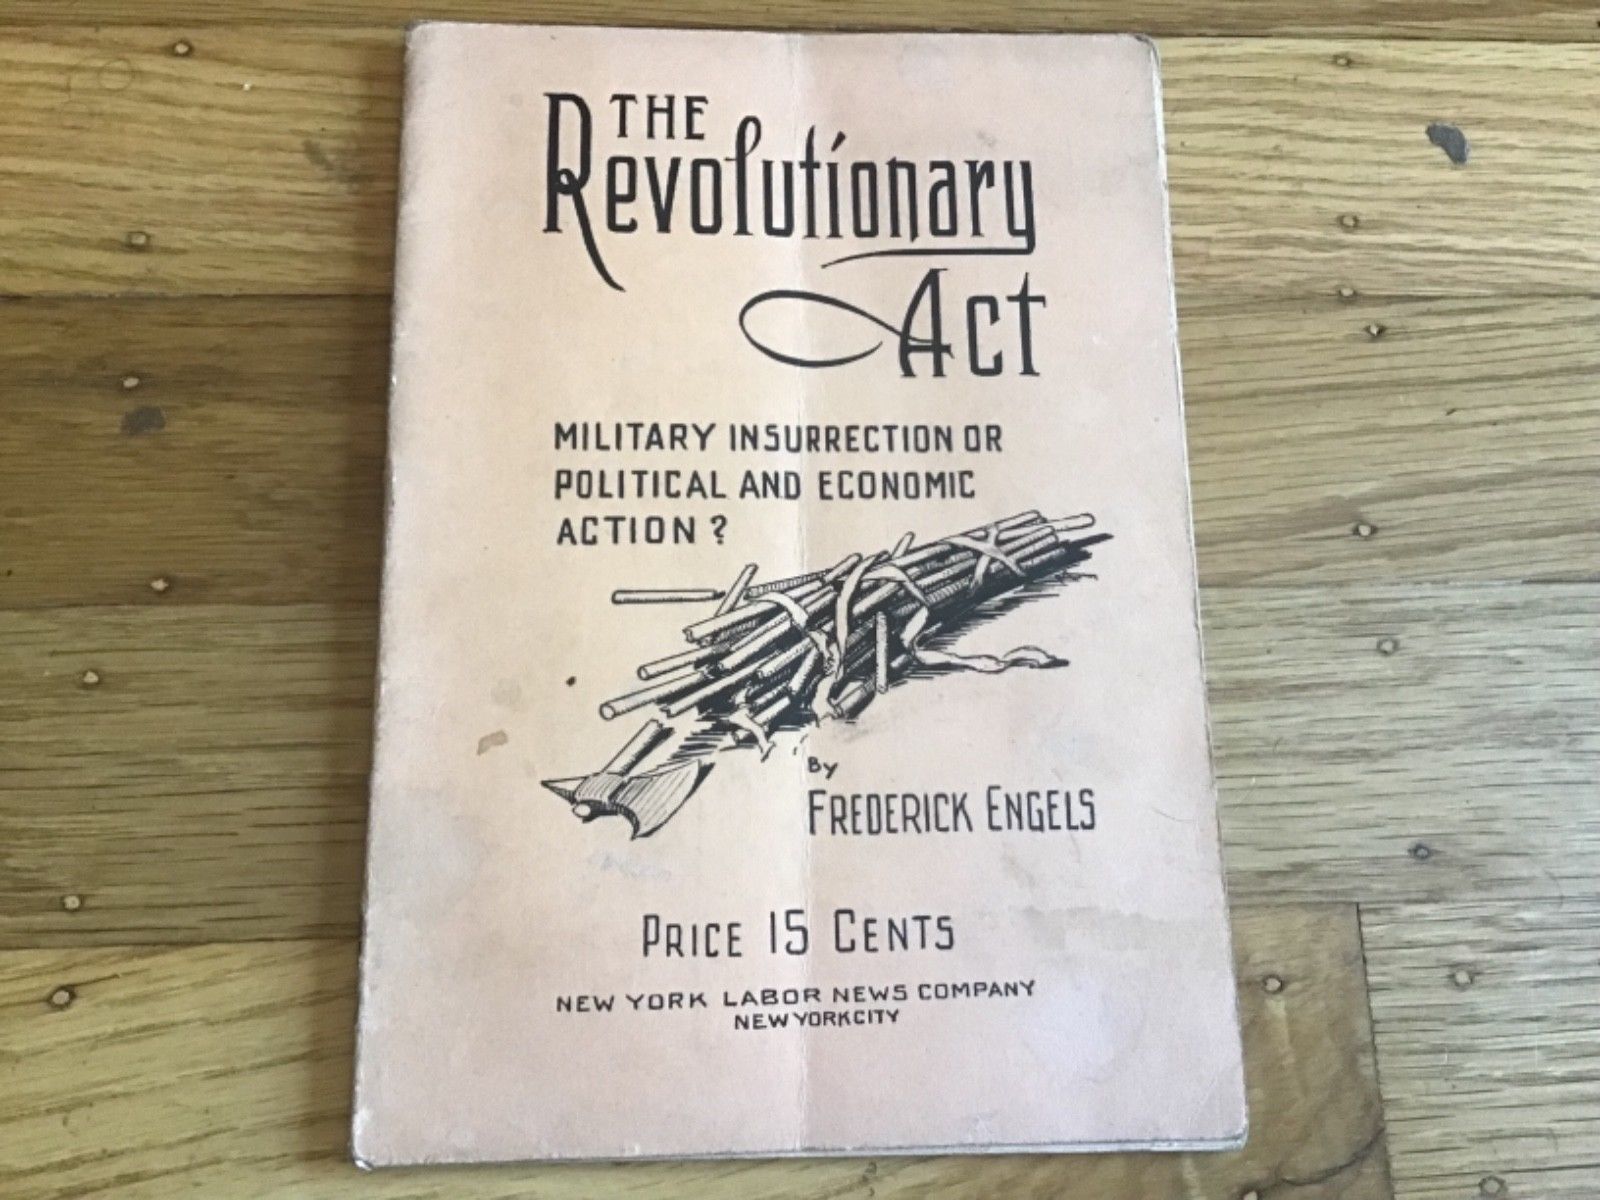 THE
Revolutionary
Act
MILITARY INSURRECTION OR
POLITICAL AND ECONOMIC
ACTION?
By
FREDERICK ENGELS
PRICE 15 CENTS
NEW YORK LABOR NEWS COMPANY
NEW YORK CITY